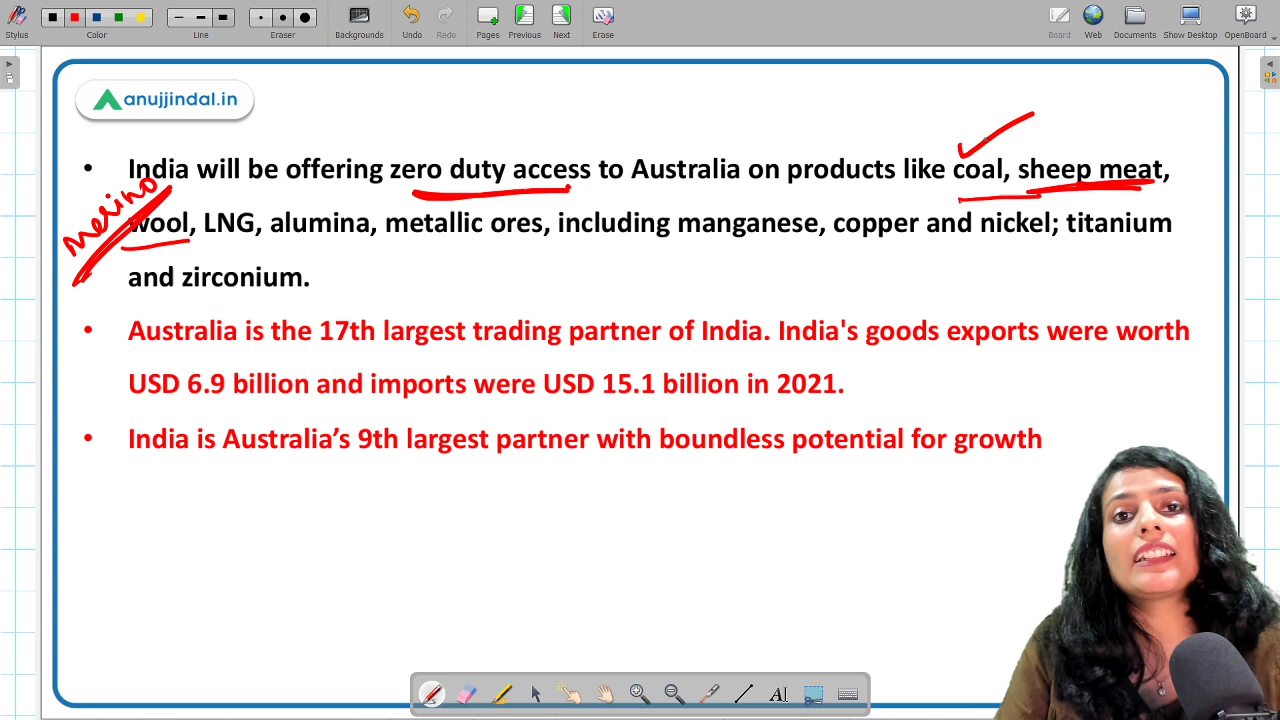 Stylus Color Line Eraser Backgrounds Undo Redo Pages Previous Next Erase Board Web Documents Show Desktop OpenBoard
anujjindal.in
• India will be offering zero duty access to Australia on products like coal, sheep meat,
merino
wool, LNG, alumina, metallic ores, including manganese, copper and nickel; titanium
and zirconium.
• Australia is the 17th largest trading partner of India. India's goods exports were worth
USD 6.9 billion and imports were USD 15.1 billion in 2021.
• India is Australia’s 9th largest partner with boundless potential for growth